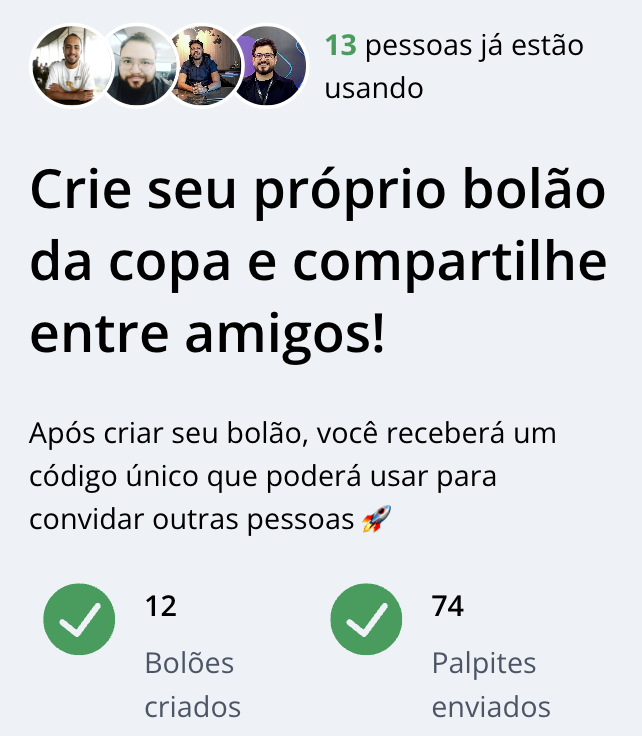 13 pessoas já estão
usando
Crie seu próprio bolão
da copa e compartilhe
entre amigos!
Após criar seu bolão, você receberá um
código único que poderá usar para
convidar outras pessoas 🚀
12
Bolões
criados
74
Palpites
enviados